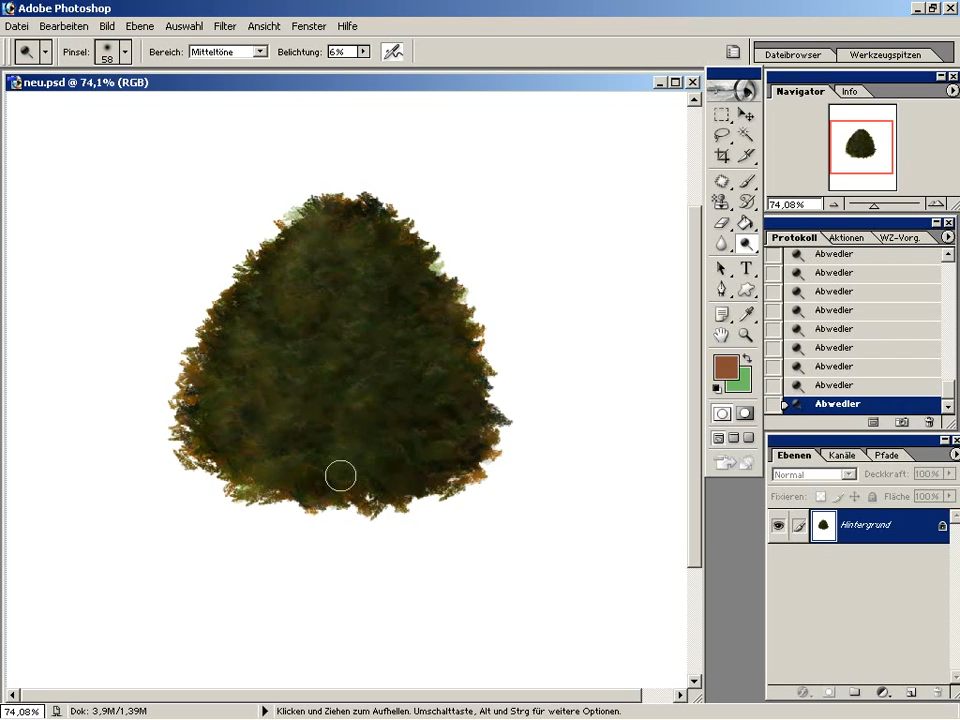 Adobe Photoshop
Datei Bearbeiten Bild Ebene Auswahl Filter Ansicht Fenster Hilfe
Pinsel: 58 Bereich: Mitteltöne Belichtung: 6% Dateibrowser Werkzeugspitzen
neu.psd @ 74,1% (RGB)
Navigator Info
74,08%
Protokoll Aktionen WZ-Vorg.
Abwedler
Abwedler
Abwedler
Abwedler
Abwedler
Abwedler
Abwedler
Abwedler
Abwedler
Ebenen Kanäle Pfade
Normal Deckkraft: 100%
Fixieren: Fläche 100%
Hintergrund
74,08% Dok: 3,9M/1,39M Klicken und Ziehen zum Aufhellen. Umschalttaste, Alt und Strg für weitere Optionen.